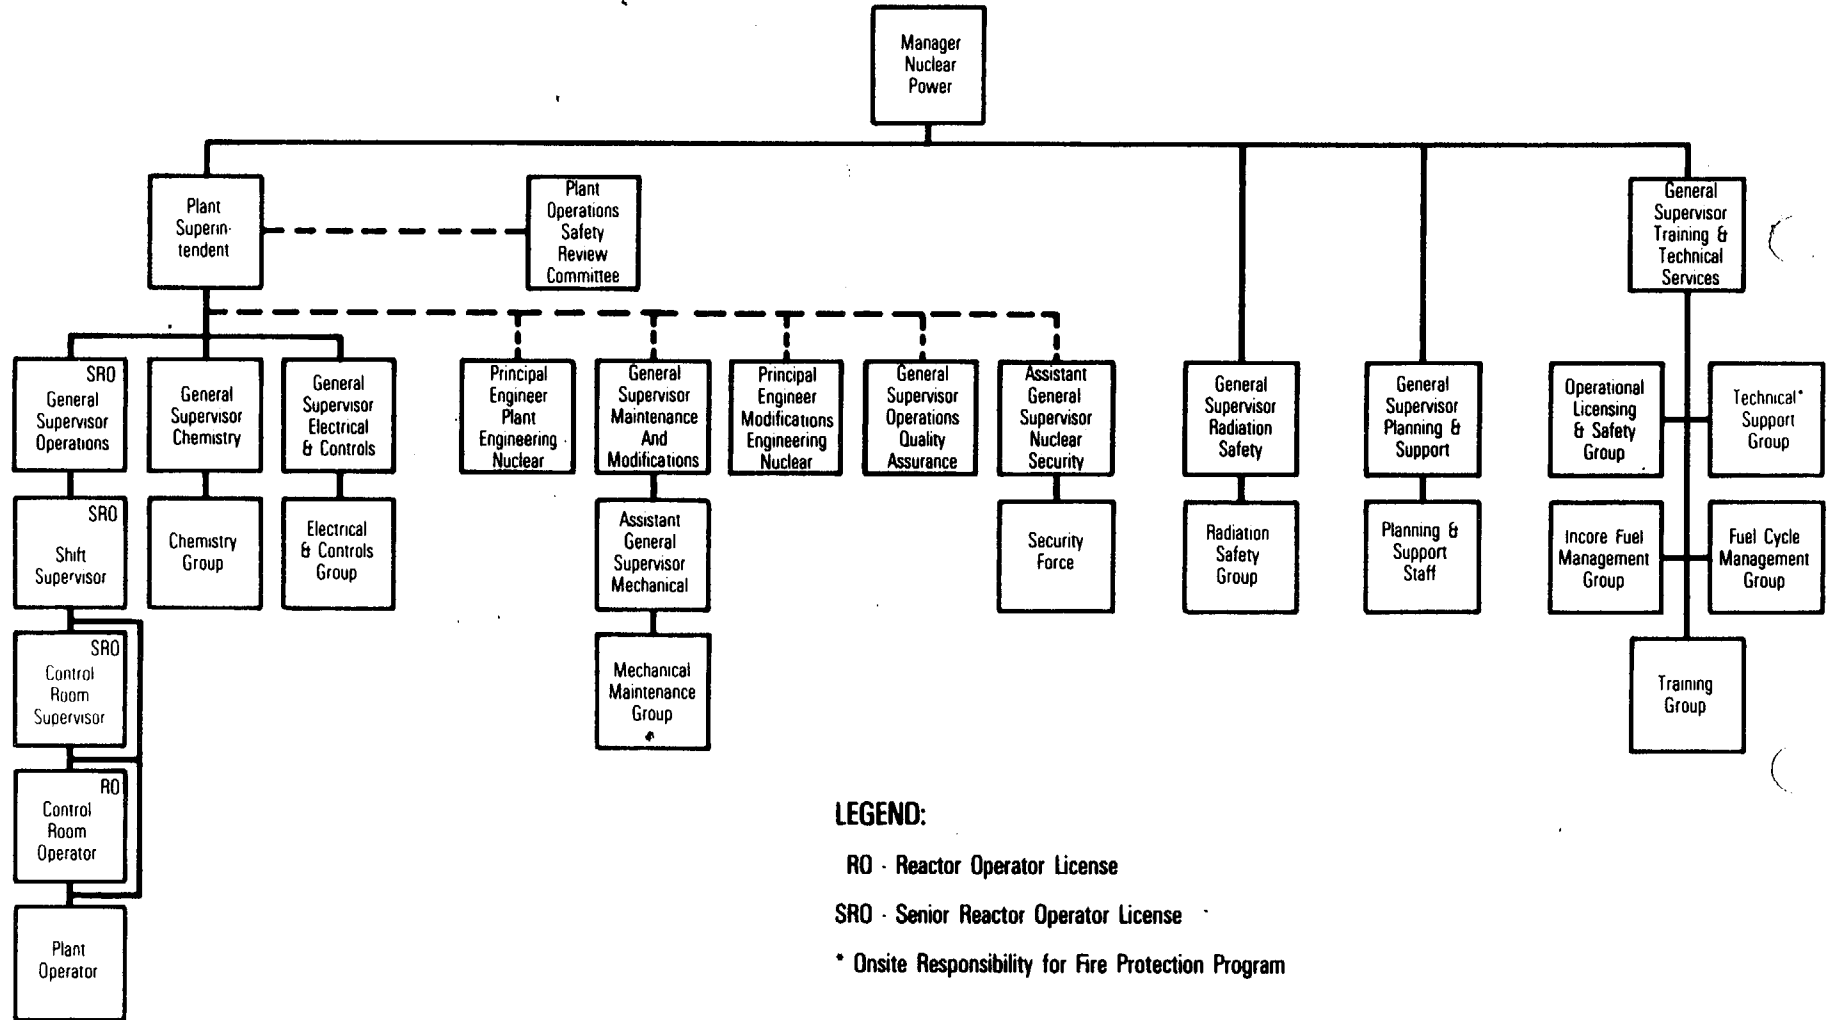 Manager
Nuclear
Power
Plant
Superin-
tendent
Plant
Operations
Safety
Review
Committee
General
Supervisor
Training &
Technical
Services
SRO
General
Supervisor
Operations
General
Supervisor
Chemistry
General
Supervisor
Electrical
& Controls
Principal
Engineer
Plant
Engineering
Nuclear
General
Supervisor
Maintenance
And
Modifications
Principal
Engineer
Modifications
Engineering
Nuclear
General
Supervisor
Operations
Quality
Assurance
Assistant
General
Supervisor
Nuclear
Security
General
Supervisor
Radiation
Safety
General
Supervisor
Planning &
Support
Operational
Licensing
& Safety
Group
Technical*
Support
Group
SRO
Shift
Supervisor
Chemistry
Group
Electrical
& Controls
Group
Assistant
General
Supervisor
Mechanical
Security
Force
Radiation
Safety
Group
Planning &
Support
Staff
Incore Fuel
Management
Group
Fuel Cycle
Management
Group
SRO
Control
Room
Supervisor
Mechanical
Maintenance
Group
Training
Group
RO
Control
Room
Operator
Plant
Operator
LEGEND:
RO - Reactor Operator License
SRO - Senior Reactor Operator License
* Onsite Responsibility for Fire Protection Program